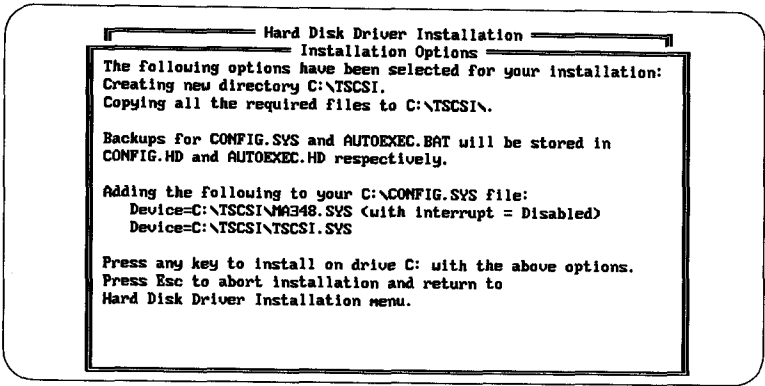 Hard Disk Driver Installation
Installation Options
The following options have been selected for your installation:
Creating new directory C:\TSCSI.
Copying all the required files to C:\TSCSI\.
Backups for CONFIG.SYS and AUTOEXEC.BAT will be stored in
CONFIG.HD and AUTOEXEC.HD respectively.
Adding the following to your C:\CONFIG.SYS file:
Device=C:\TSCSI\MA348.SYS (with interrupt = Disabled)
Device=C:\TSCSI\TSCSI.SYS
Press any key to install on drive C: with the above options.
Press Esc to abort installation and return to
Hard Disk Driver Installation menu.